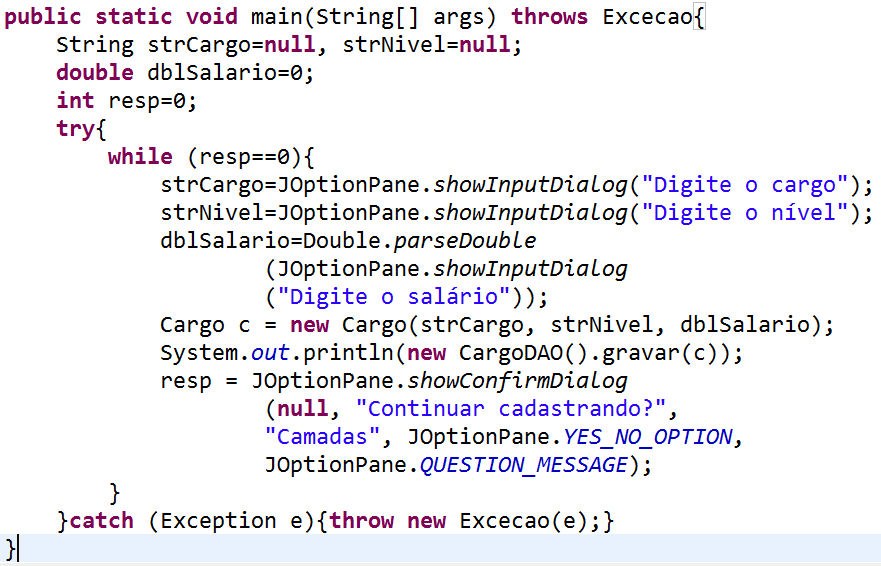 public static void main(String[] args) throws Excecao{
    String strCargo=null, strNivel=null;
    double dblSalario=0;
    int resp=0;
    try{
        while (resp==0){
            strCargo=JOptionPane.showInputDialog("Digite o cargo");
            strNivel=JOptionPane.showInputDialog("Digite o nível");
            dblSalario=Double.parseDouble
                    (JOptionPane.showInputDialog
                    ("Digite o salário"));
            Cargo c = new Cargo(strCargo, strNivel, dblSalario);
            System.out.println(new CargoDAO().gravar(c));
            resp = JOptionPane.showConfirmDialog
                    (null, "Continuar cadastrando?",
                    "Camadas", JOptionPane.YES_NO_OPTION,
                    JOptionPane.QUESTION_MESSAGE);
        }
    }catch (Exception e){throw new Excecao(e);}
}